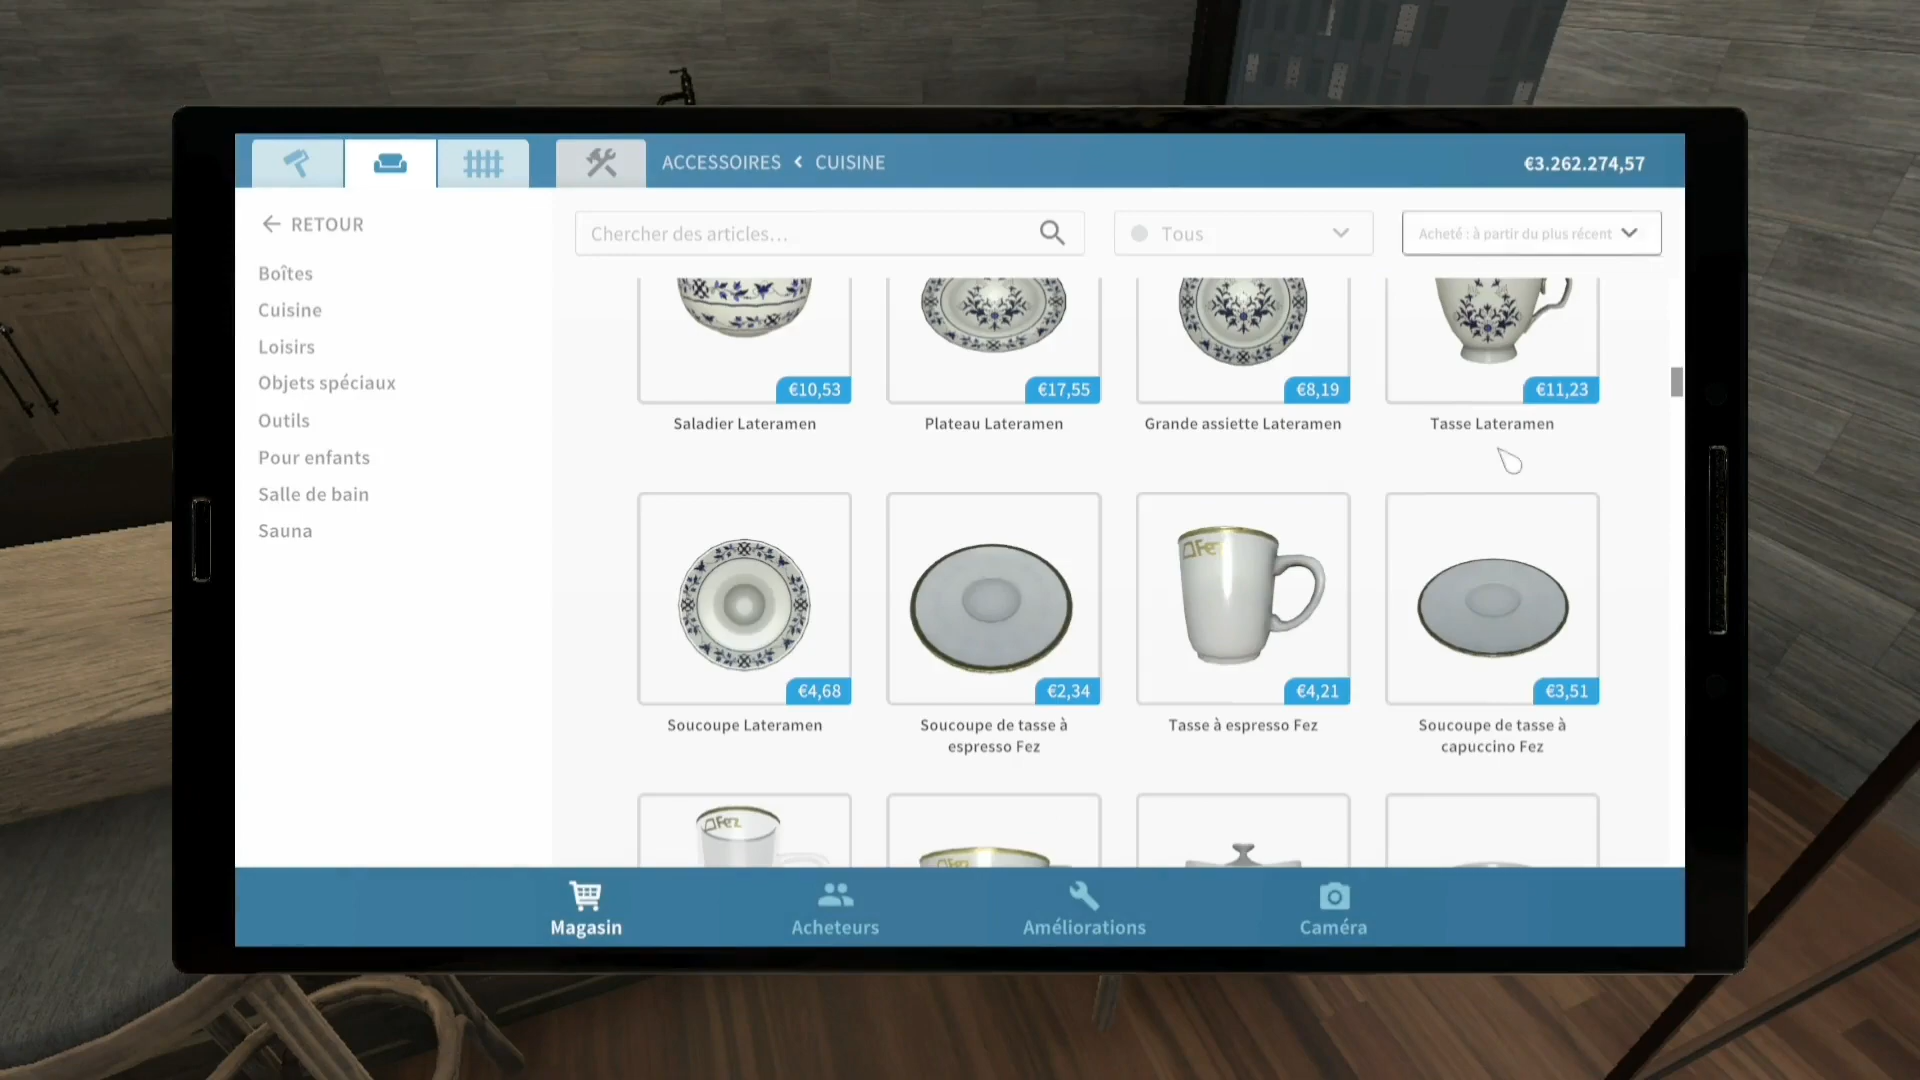 ACCESSOIRES < CUISINE
€3.262.274,57
RETOUR
Chercher des articles...
Tous
Acheté : à partir du plus récent
Boîtes
Cuisine
Loisirs
Objets spéciaux
Outils
Pour enfants
Salle de bain
Sauna
€10,53
€17,55
€8,19
€11,23
Saladier Lateramen
Plateau Lateramen
Grande assiette Lateramen
Tasse Lateramen
Fez
€4,68
€2,34
€4,21
€3,51
Soucoupe Lateramen
Soucoupe de tasse à
espresso Fez
Tasse à espresso Fez
Soucoupe de tasse à
capuccino Fez
Fez
Fez
Magasin
Acheteurs
Améliorations
Caméra